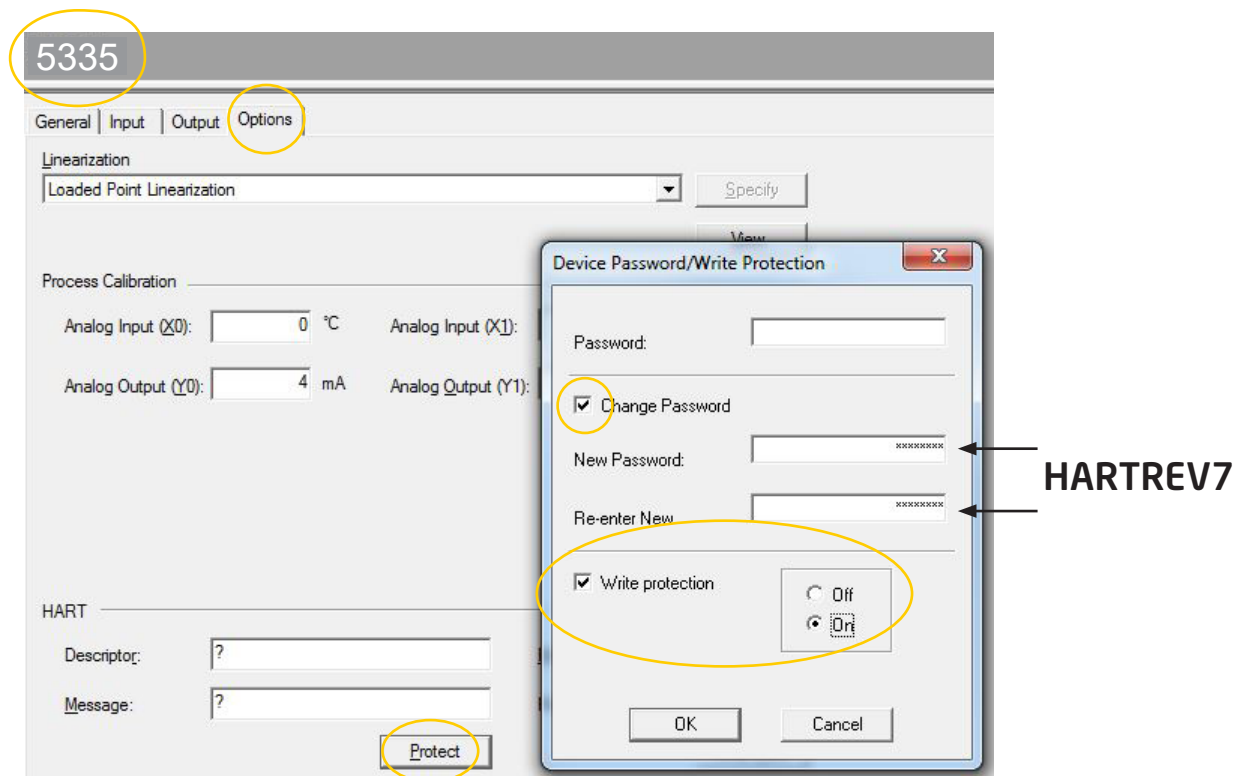 5335
General Input Output Options
Linearization
Loaded Point Linearization
Specify
View
Process Calibration
Analog Input (X0): 0 °C Analog Input (X1):
Analog Output (Y0): 4 mA Analog Output (Y1):
HART
Descriptor: ?
Message: ?
Protect
Device Password/Write Protection
Password:
Change Password
New Password: ********
Re-enter New ********
Write protection
Off
On
OK Cancel
HARTREV7